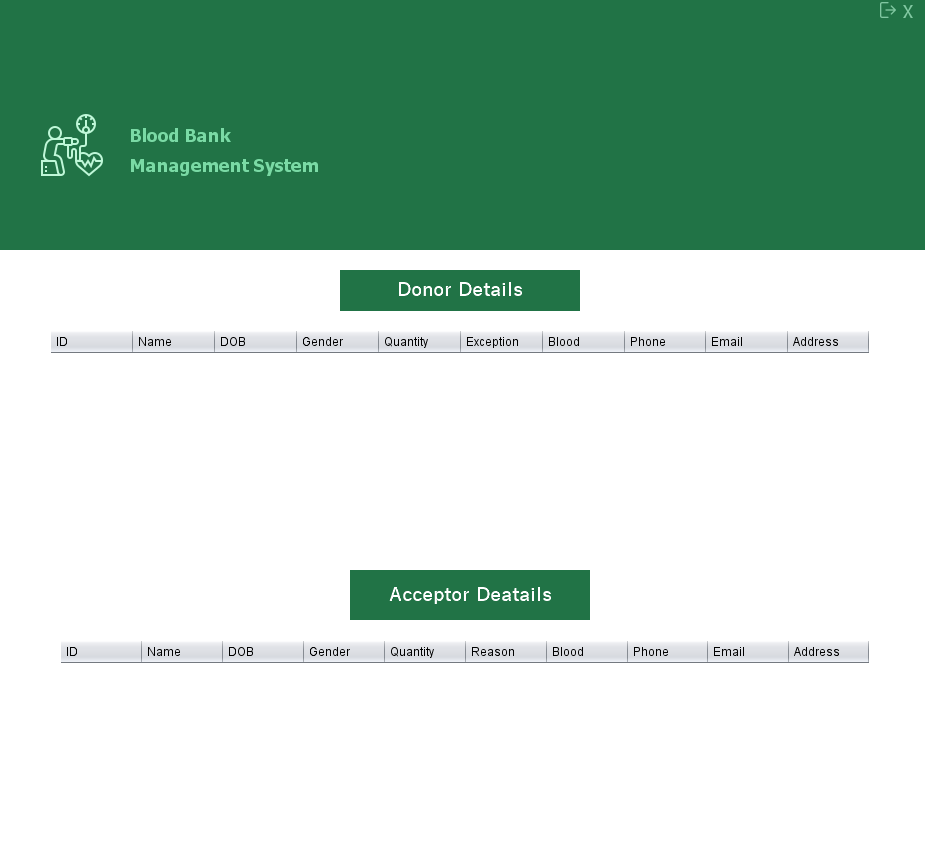 X
Blood Bank
Management System
Donor Details
ID Name DOB Gender Quantity Exception Blood Phone Email Address
Acceptor Deatails
ID Name DOB Gender Quantity Reason Blood Phone Email Address